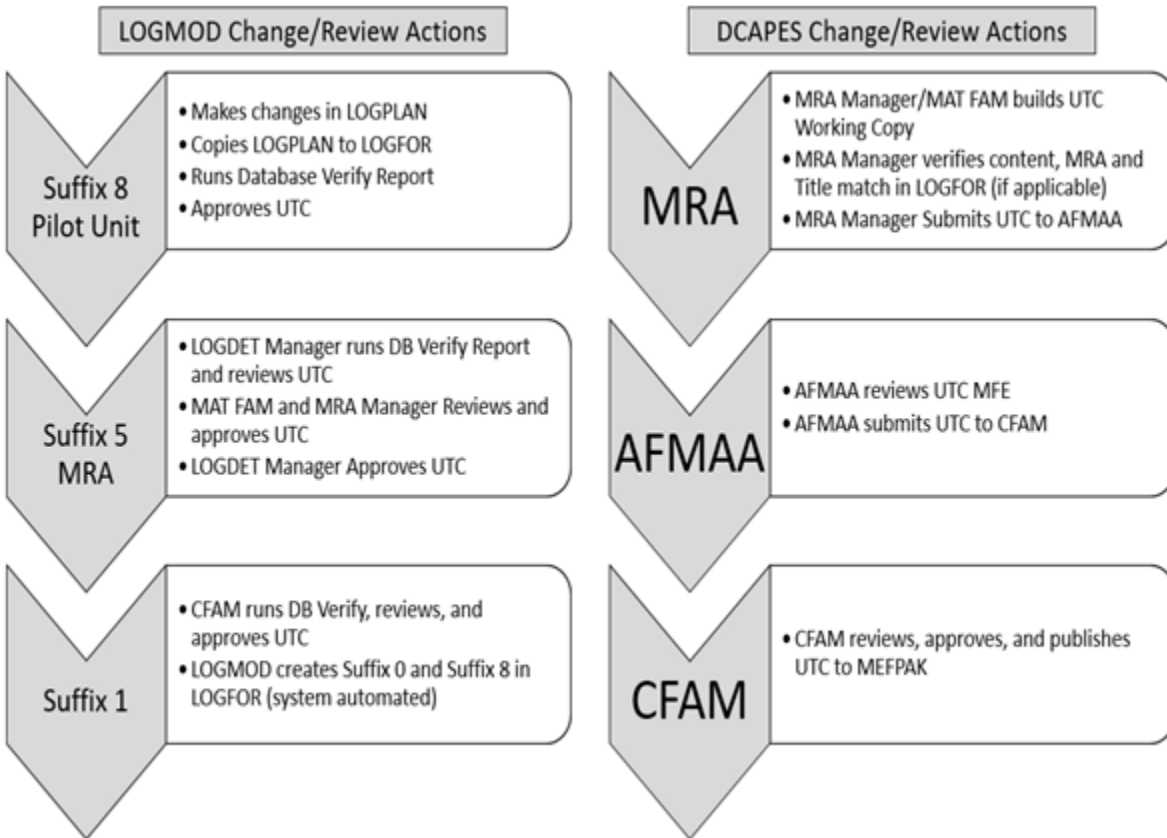 LOGMOD Change/Review Actions
Suffix 8
Pilot Unit
• Makes changes in LOGPLAN
• Copies LOGPLAN to LOGFOR
• Runs Database Verify Report
• Approves UTC
Suffix 5
MRA
• LOGDET Manager runs DB Verify Report
and reviews UTC
• MAT FAM and MRA Manager Reviews and
approves UTC
• LOGDET Manager Approves UTC
Suffix 1
• CFAM runs DB Verify, reviews, and
approves UTC
• LOGMOD creates Suffix 0 and Suffix 8 in
LOGFOR (system automated)
DCAPES Change/Review Actions
MRA
• MRA Manager/MAT FAM builds UTC
Working Copy
• MRA Manager verifies content, MRA and
Title match in LOGFOR (if applicable)
• MRA Manager Submits UTC to AFMAA
AFMAA
• AFMAA reviews UTC MFE
• AFMAA submits UTC to CFAM
CFAM
• CFAM reviews, approves, and publishes
UTC to MEFPAK